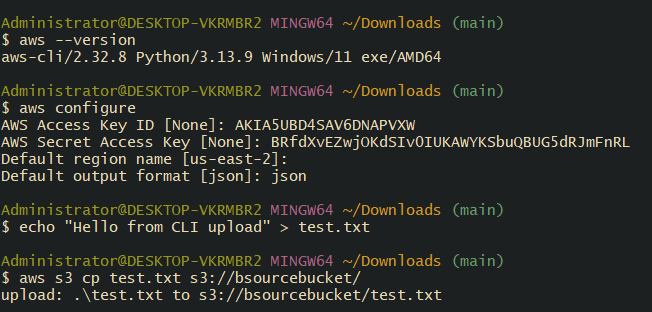 Administrator@DESKTOP-VKRMBR2 MINGW64 ~/Downloads (main)
$ aws --version
aws-cli/2.32.8 Python/3.13.9 Windows/11 exe/AMD64
Administrator@DESKTOP-VKRMBR2 MINGW64 ~/Downloads (main)
$ aws configure
AWS Access Key ID [None]: AKIA5UBD4SAV6DNAPVXW
AWS Secret Access Key [None]:
Default region name [us-east-2]:
Default output format [json]: json
Administrator@DESKTOP-VKRMBR2 MINGW64 ~/Downloads (main)
$ echo "Hello from CLI upload" > test.txt
Administrator@DESKTOP-VKRMBR2 MINGW64 ~/Downloads (main)
$ aws s3 cp test.txt s3://bsourcebucket/
upload: .\test.txt to s3://bsourcebucket/test.txt